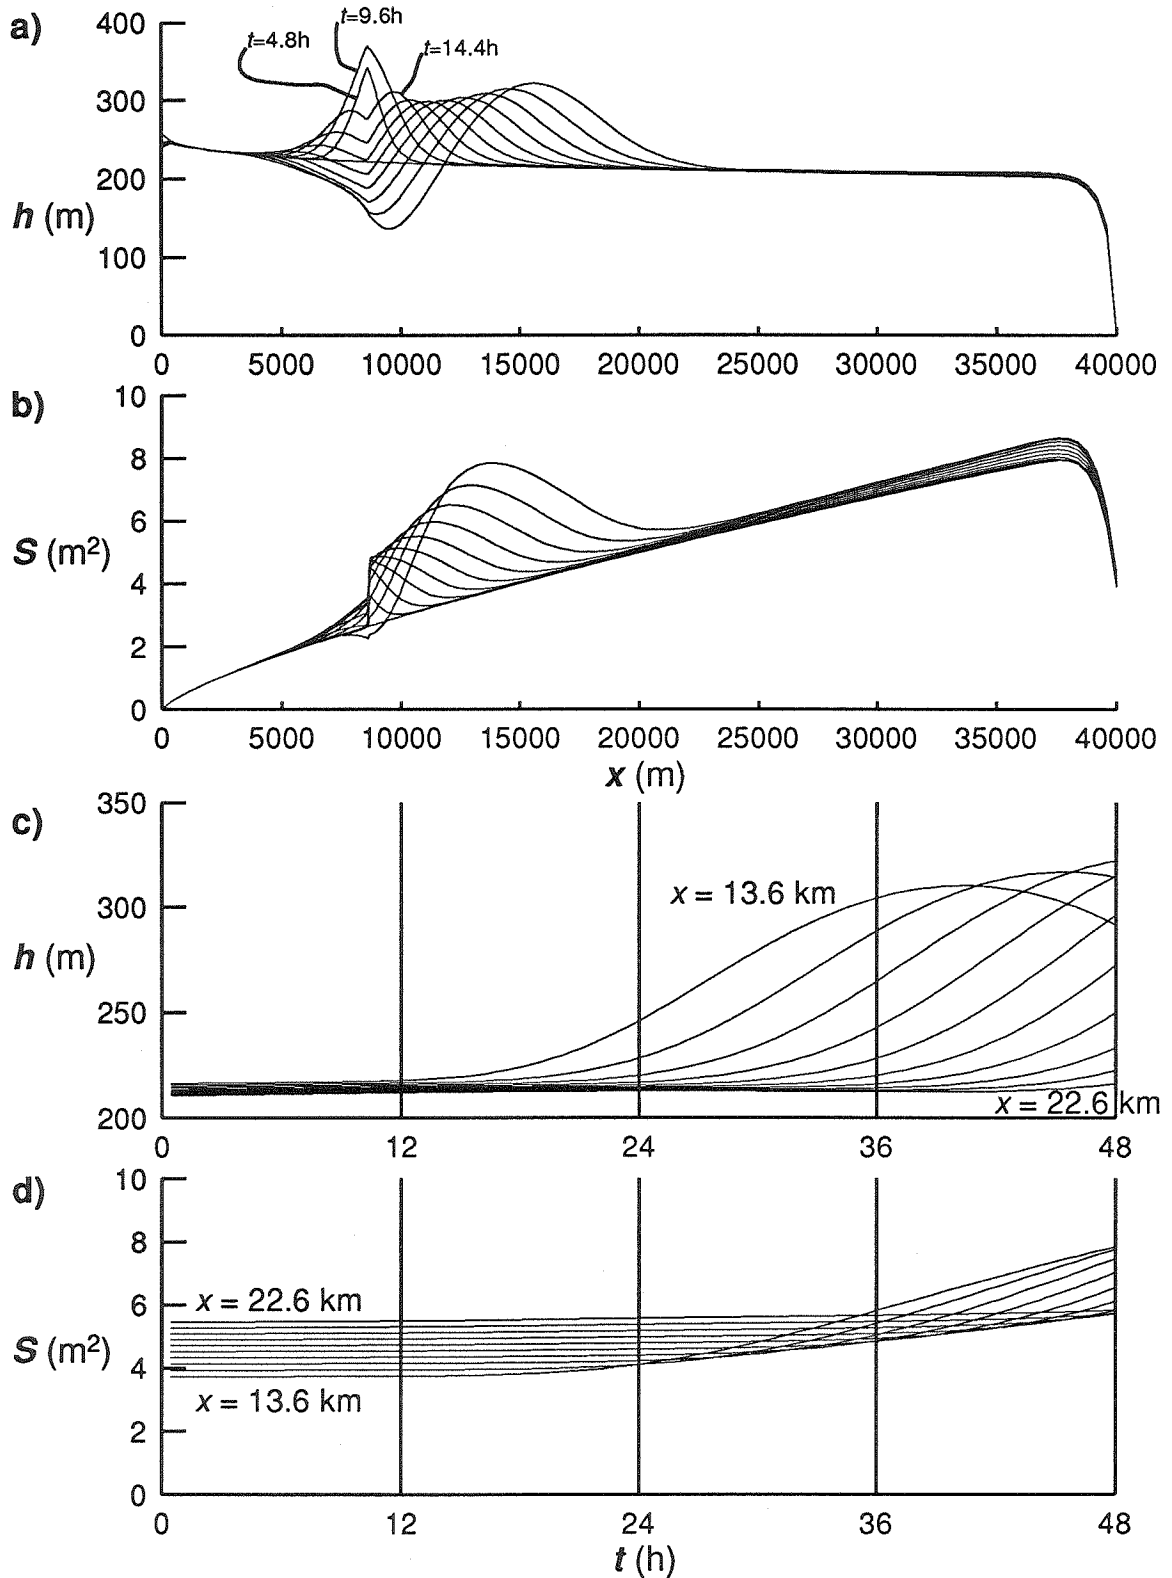 a)
400
300
200
100
0
h (m)
t=4.8h
t=9.6h
t=14.4h
0 5000 10000 15000 20000 25000 30000 35000 40000
b)
10
8
6
4
2
0
S (m²)
0 5000 10000 15000 20000 25000 30000 35000 40000
x (m)
c)
350
300
250
200
h (m)
x = 13.6 km
x = 22.6 km
0 12 24 36 48
d)
10
8
6
4
2
0
S (m²)
x = 22.6 km
x = 13.6 km
0 12 24 36 48
t (h)